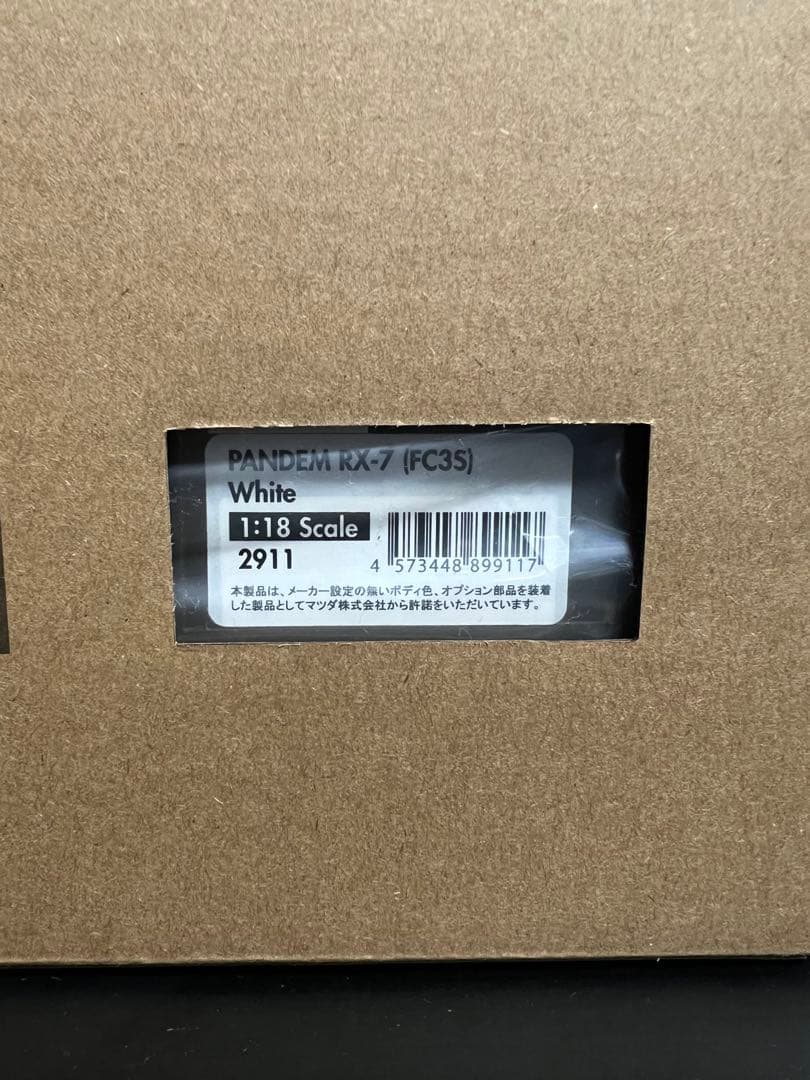 PANDEM RX-7 (FC3S)
White
1:18 Scale
2911
4 573448 899117
本製品は、メーカー設定の無いボディ色、オプション部品を装着
した製品としてマツダ株式会社から許諾をいただいています。